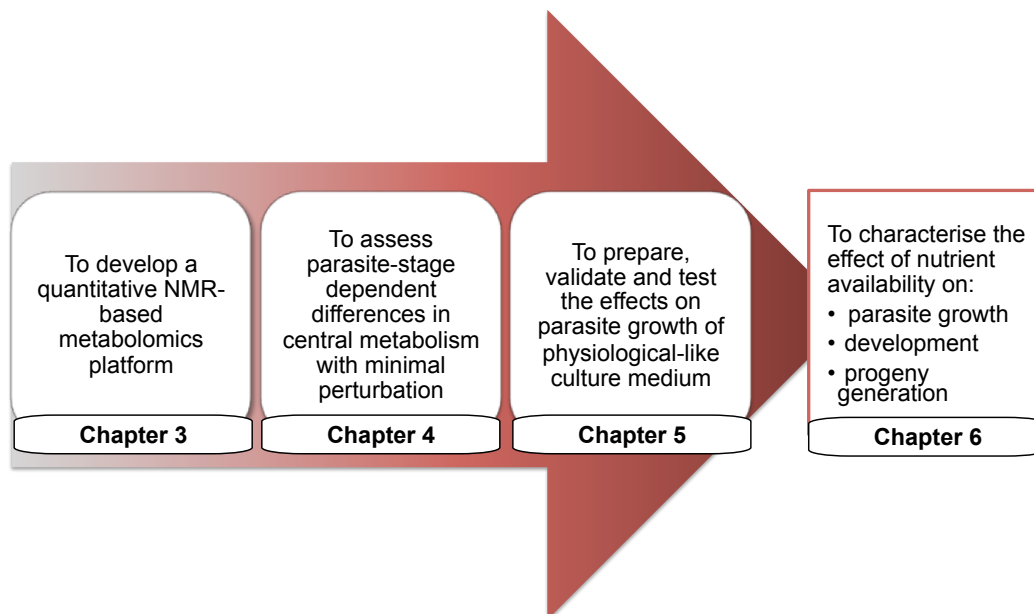 To develop a
quantitative NMR-
based
metabolomics
platform
Chapter 3
To assess
parasite-stage
dependent
differences in
central metabolism
with minimal
perturbation
Chapter 4
To prepare,
validate and test
the effects on
parasite growth of
physiological-like
culture medium
Chapter 5
To characterise the
effect of nutrient
availability on:
• parasite growth
• development
• progeny
generation
Chapter 6